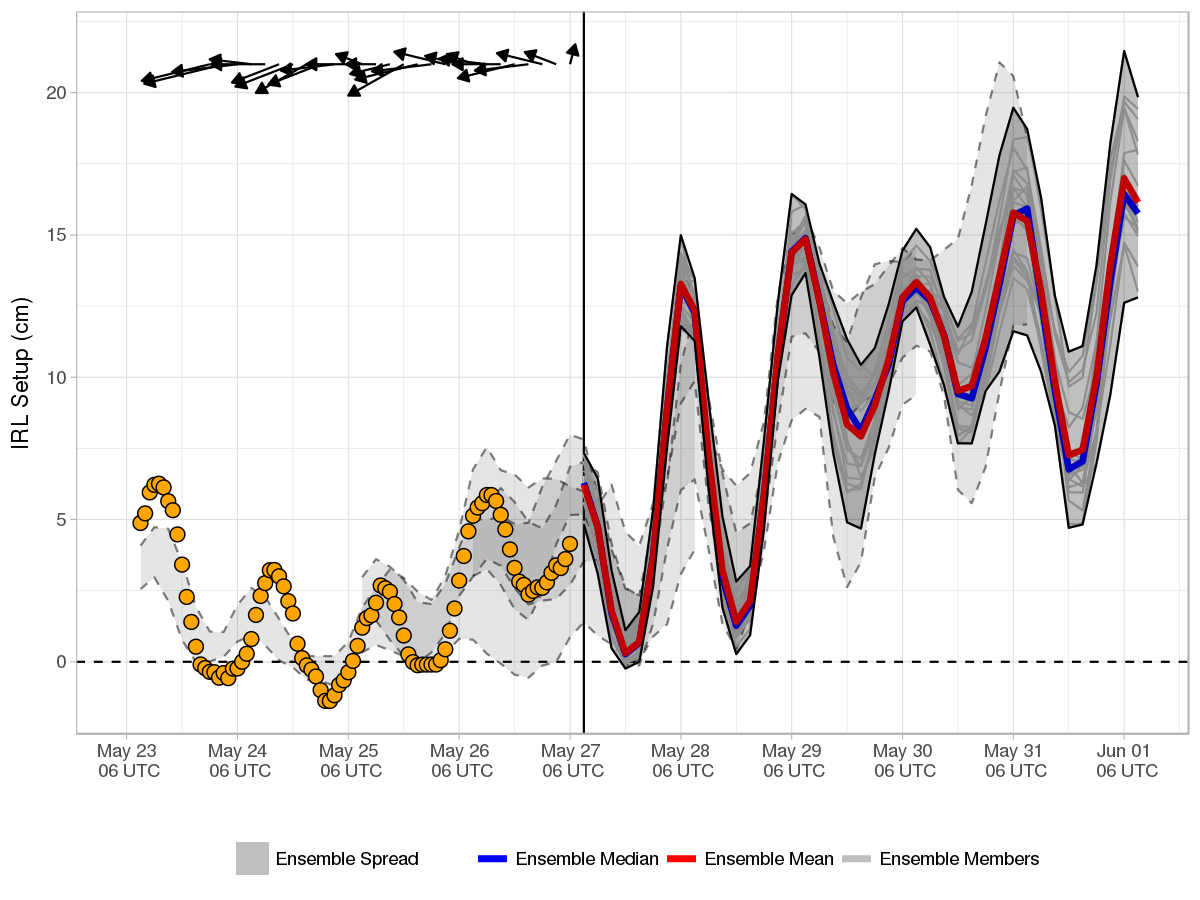 IRL Setup (cm)
20
15
10
5
0
May 23 May 24 May 25 May 26 May 27 May 28 May 29 May 30 May 31 Jun 01
06 UTC 06 UTC 06 UTC 06 UTC 06 UTC 06 UTC 06 UTC 06 UTC 06 UTC 06 UTC
Ensemble Spread Ensemble Median Ensemble Mean Ensemble Members